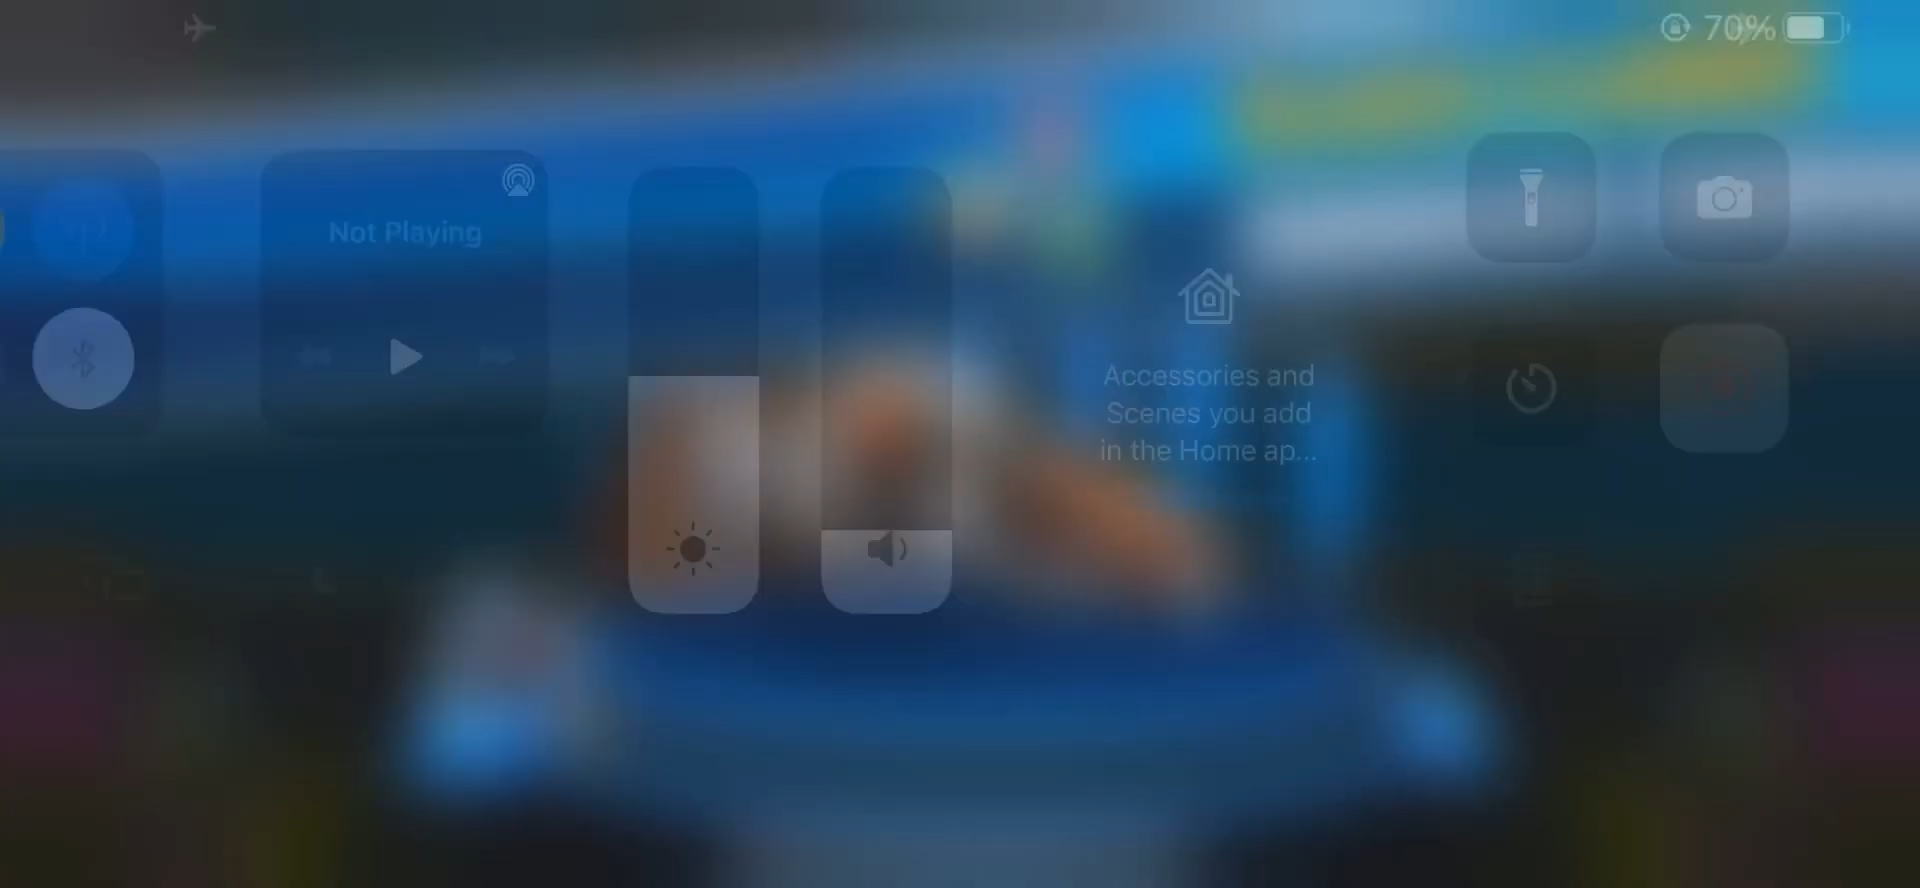 70%
Not Playing
Accessories and
Scenes you add
in the Home ap...